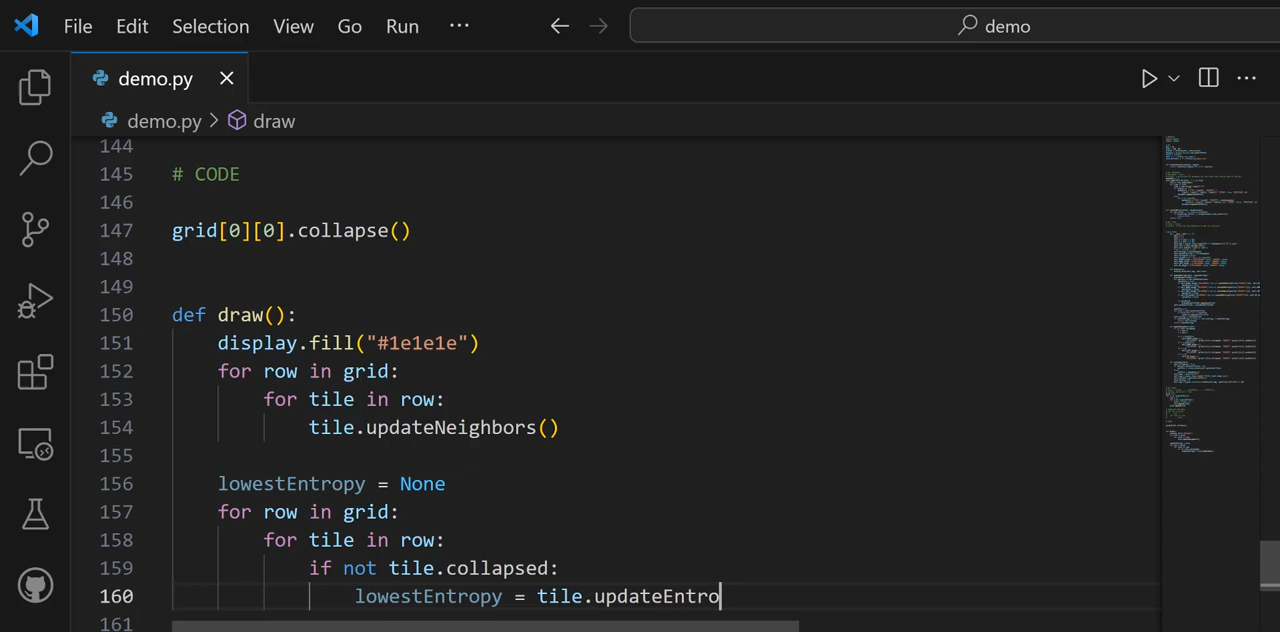 File Edit Selection View Go Run ··· demo
demo.py
demo.py > draw
144
145 # CODE
146
147 grid[0][0].collapse()
148
149
150 def draw():
151 display.fill("#1e1e1e")
152 for row in grid:
153 for tile in row:
154 tile.updateNeighbors()
155
156 lowestEntropy = None
157 for row in grid:
158 for tile in row:
159 if not tile.collapsed:
160 lowestEntropy = tile.updateEntro
161